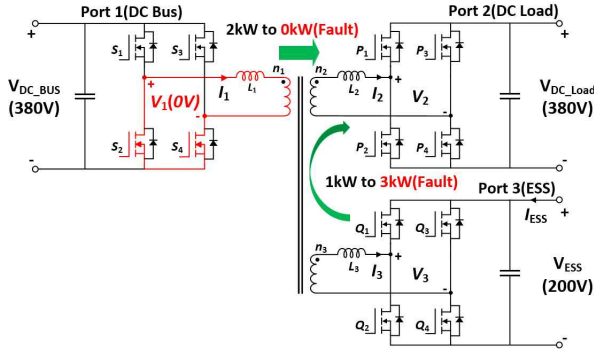 Port 1(DC Bus)
2kW to 0kW(Fault)
Port 2(DC Load)
+
S1
S3
n1
n2
P1
P3
+
VDC_BUS
(380V)
+
V1(0V)
-
I1
L1
L2
I2
+
V2
-
VDC_Load
(380V)
S2
S4
P2
P4
-
-
1kW to 3kW(Fault)
Port 3(ESS)
IESS
+
Q1
Q3
n3
L3
I3
+
V3
-
VESS
(200V)
Q2
Q4
-